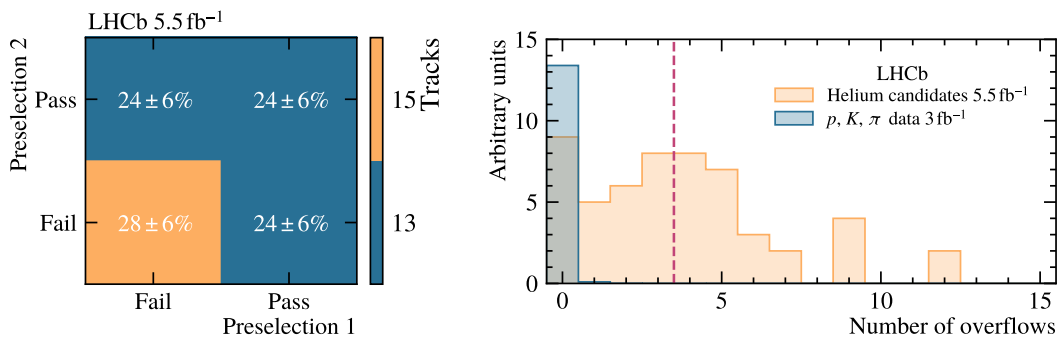 LHCb 5.5 fb⁻¹
Preselection 2
Pass
Fail
24 ± 6%
24 ± 6%
28 ± 6%
24 ± 6%
Fail
Pass
Preselection 1
15
13
Tracks
Arbitrary units
15
10
5
0
LHCb
Helium candidates 5.5 fb⁻¹
p, K, π data 3 fb⁻¹
0
5
10
15
Number of overflows